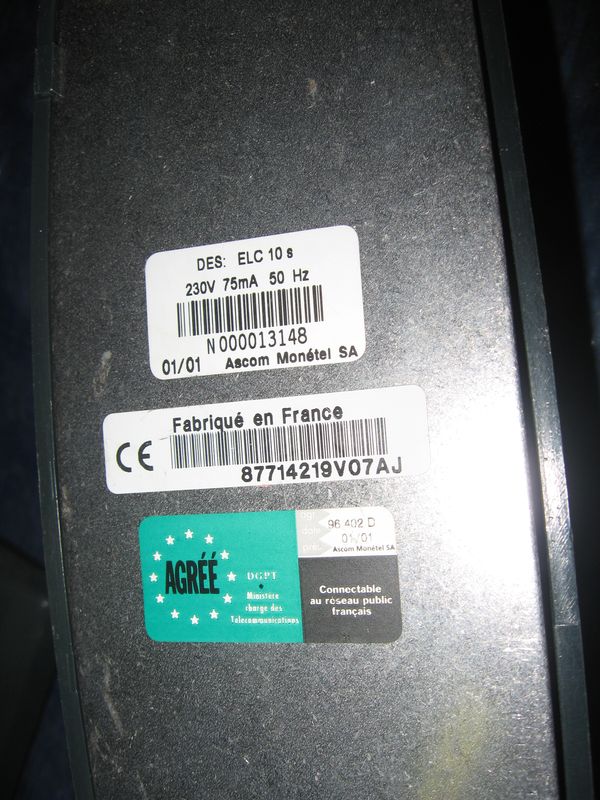 DES: ELC 10 s
230V 75mA 50 Hz
N 000013148
01/01 Ascom Monétel SA
Fabriqué en France
CE
87714219V07AJ
AGRÉÉ
DGPT
Ministère
chargé des
Télécommunications
96 402 D
date 01/01
Ascom Monétel SA
Connectable
au réseau public
français